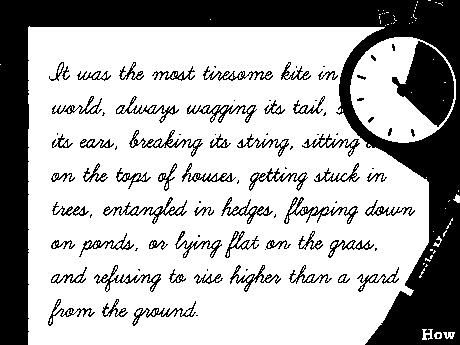 It was the most tiresome kite in
world, always wagging its tail,
its ears, breaking its string, sitting
on the tops of houses, getting stuck in
trees, entangled in hedges, flopping down
on ponds, or lying flat on the grass,
and refusing to rise higher than a yard
from the ground.
How